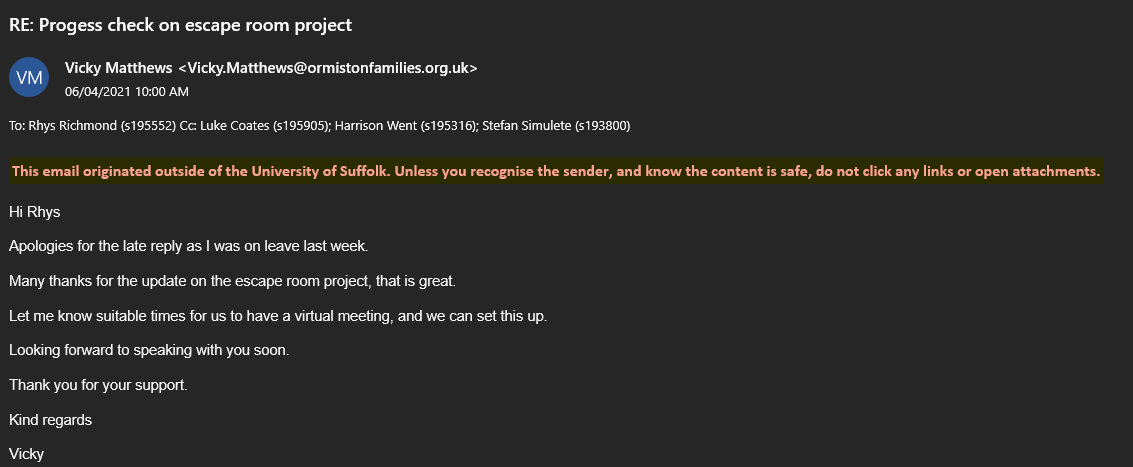 RE: Progess check on escape room project
VM
Vicky Matthews <Vicky.Matthews@ormistonfamilies.org.uk>
06/04/2021 10:00 AM
To: Rhys Richmond (s195552) Cc: Luke Coates (s195905); Harrison Went (s195316); Stefan Simulete (s193800)
This email originated outside of the University of Suffolk. Unless you recognise the sender, and know the content is safe, do not click any links or open attachments.
Hi Rhys
Apologies for the late reply as I was on leave last week.
Many thanks for the update on the escape room project, that is great.
Let me know suitable times for us to have a virtual meeting, and we can set this up.
Looking forward to speaking with you soon.
Thank you for your support.
Kind regards
Vicky